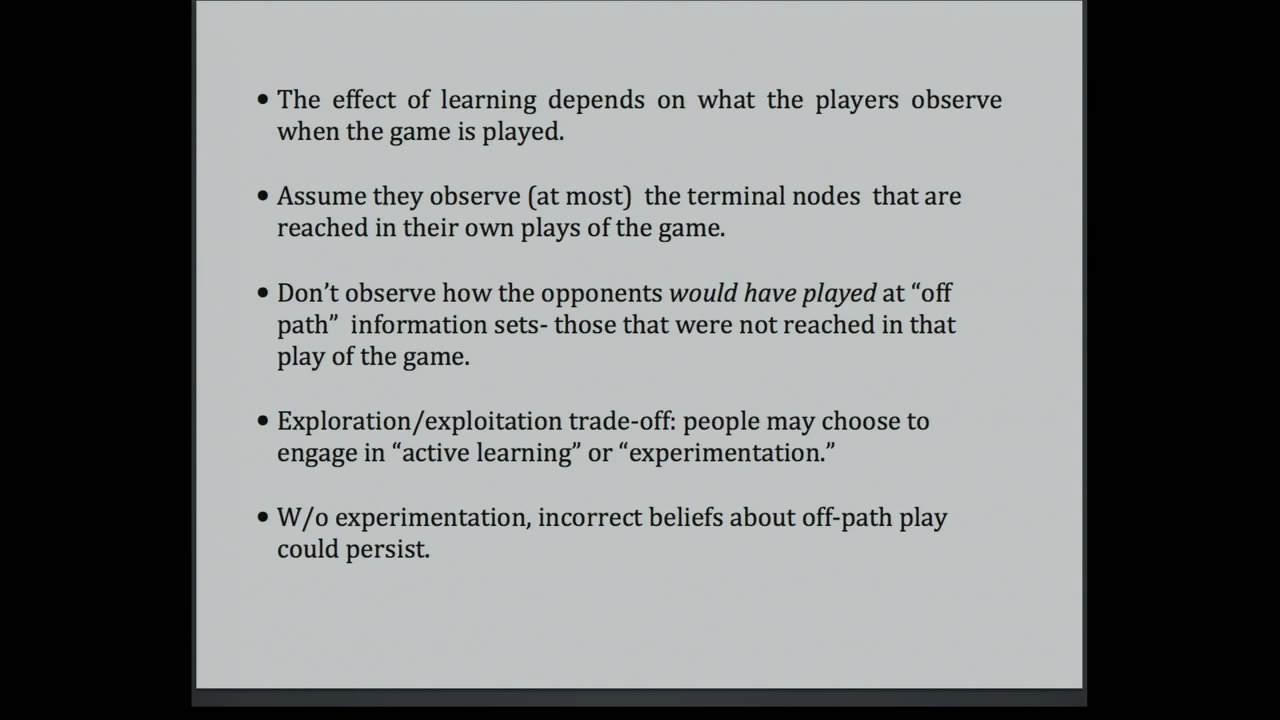 • The effect of learning depends on what the players observe
when the game is played.
• Assume they observe (at most) the terminal nodes that are
reached in their own plays of the game.
• Don’t observe how the opponents would have played at “off
path” information sets- those that were not reached in that
play of the game.
• Exploration/exploitation trade-off: people may choose to
engage in “active learning” or “experimentation.”
• W/o experimentation, incorrect beliefs about off-path play
could persist.